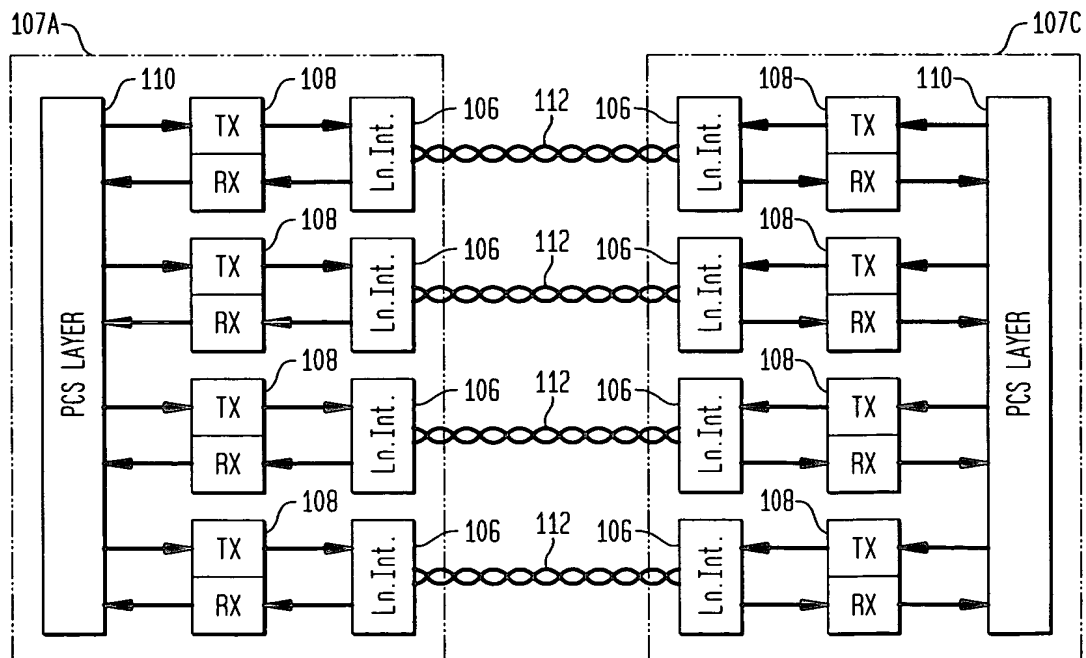 107A
107C
110
108
106
112
106
108
110
PCS LAYER
TX
RX
Ln.Int.
Ln.Int.
TX
RX
PCS LAYER
108
106
112
106
108
TX
RX
Ln.Int.
Ln.Int.
TX
RX
108
106
112
106
108
TX
RX
Ln.Int.
Ln.Int.
TX
RX
108
106
112
106
108
TX
RX
Ln.Int.
Ln.Int.
TX
RX